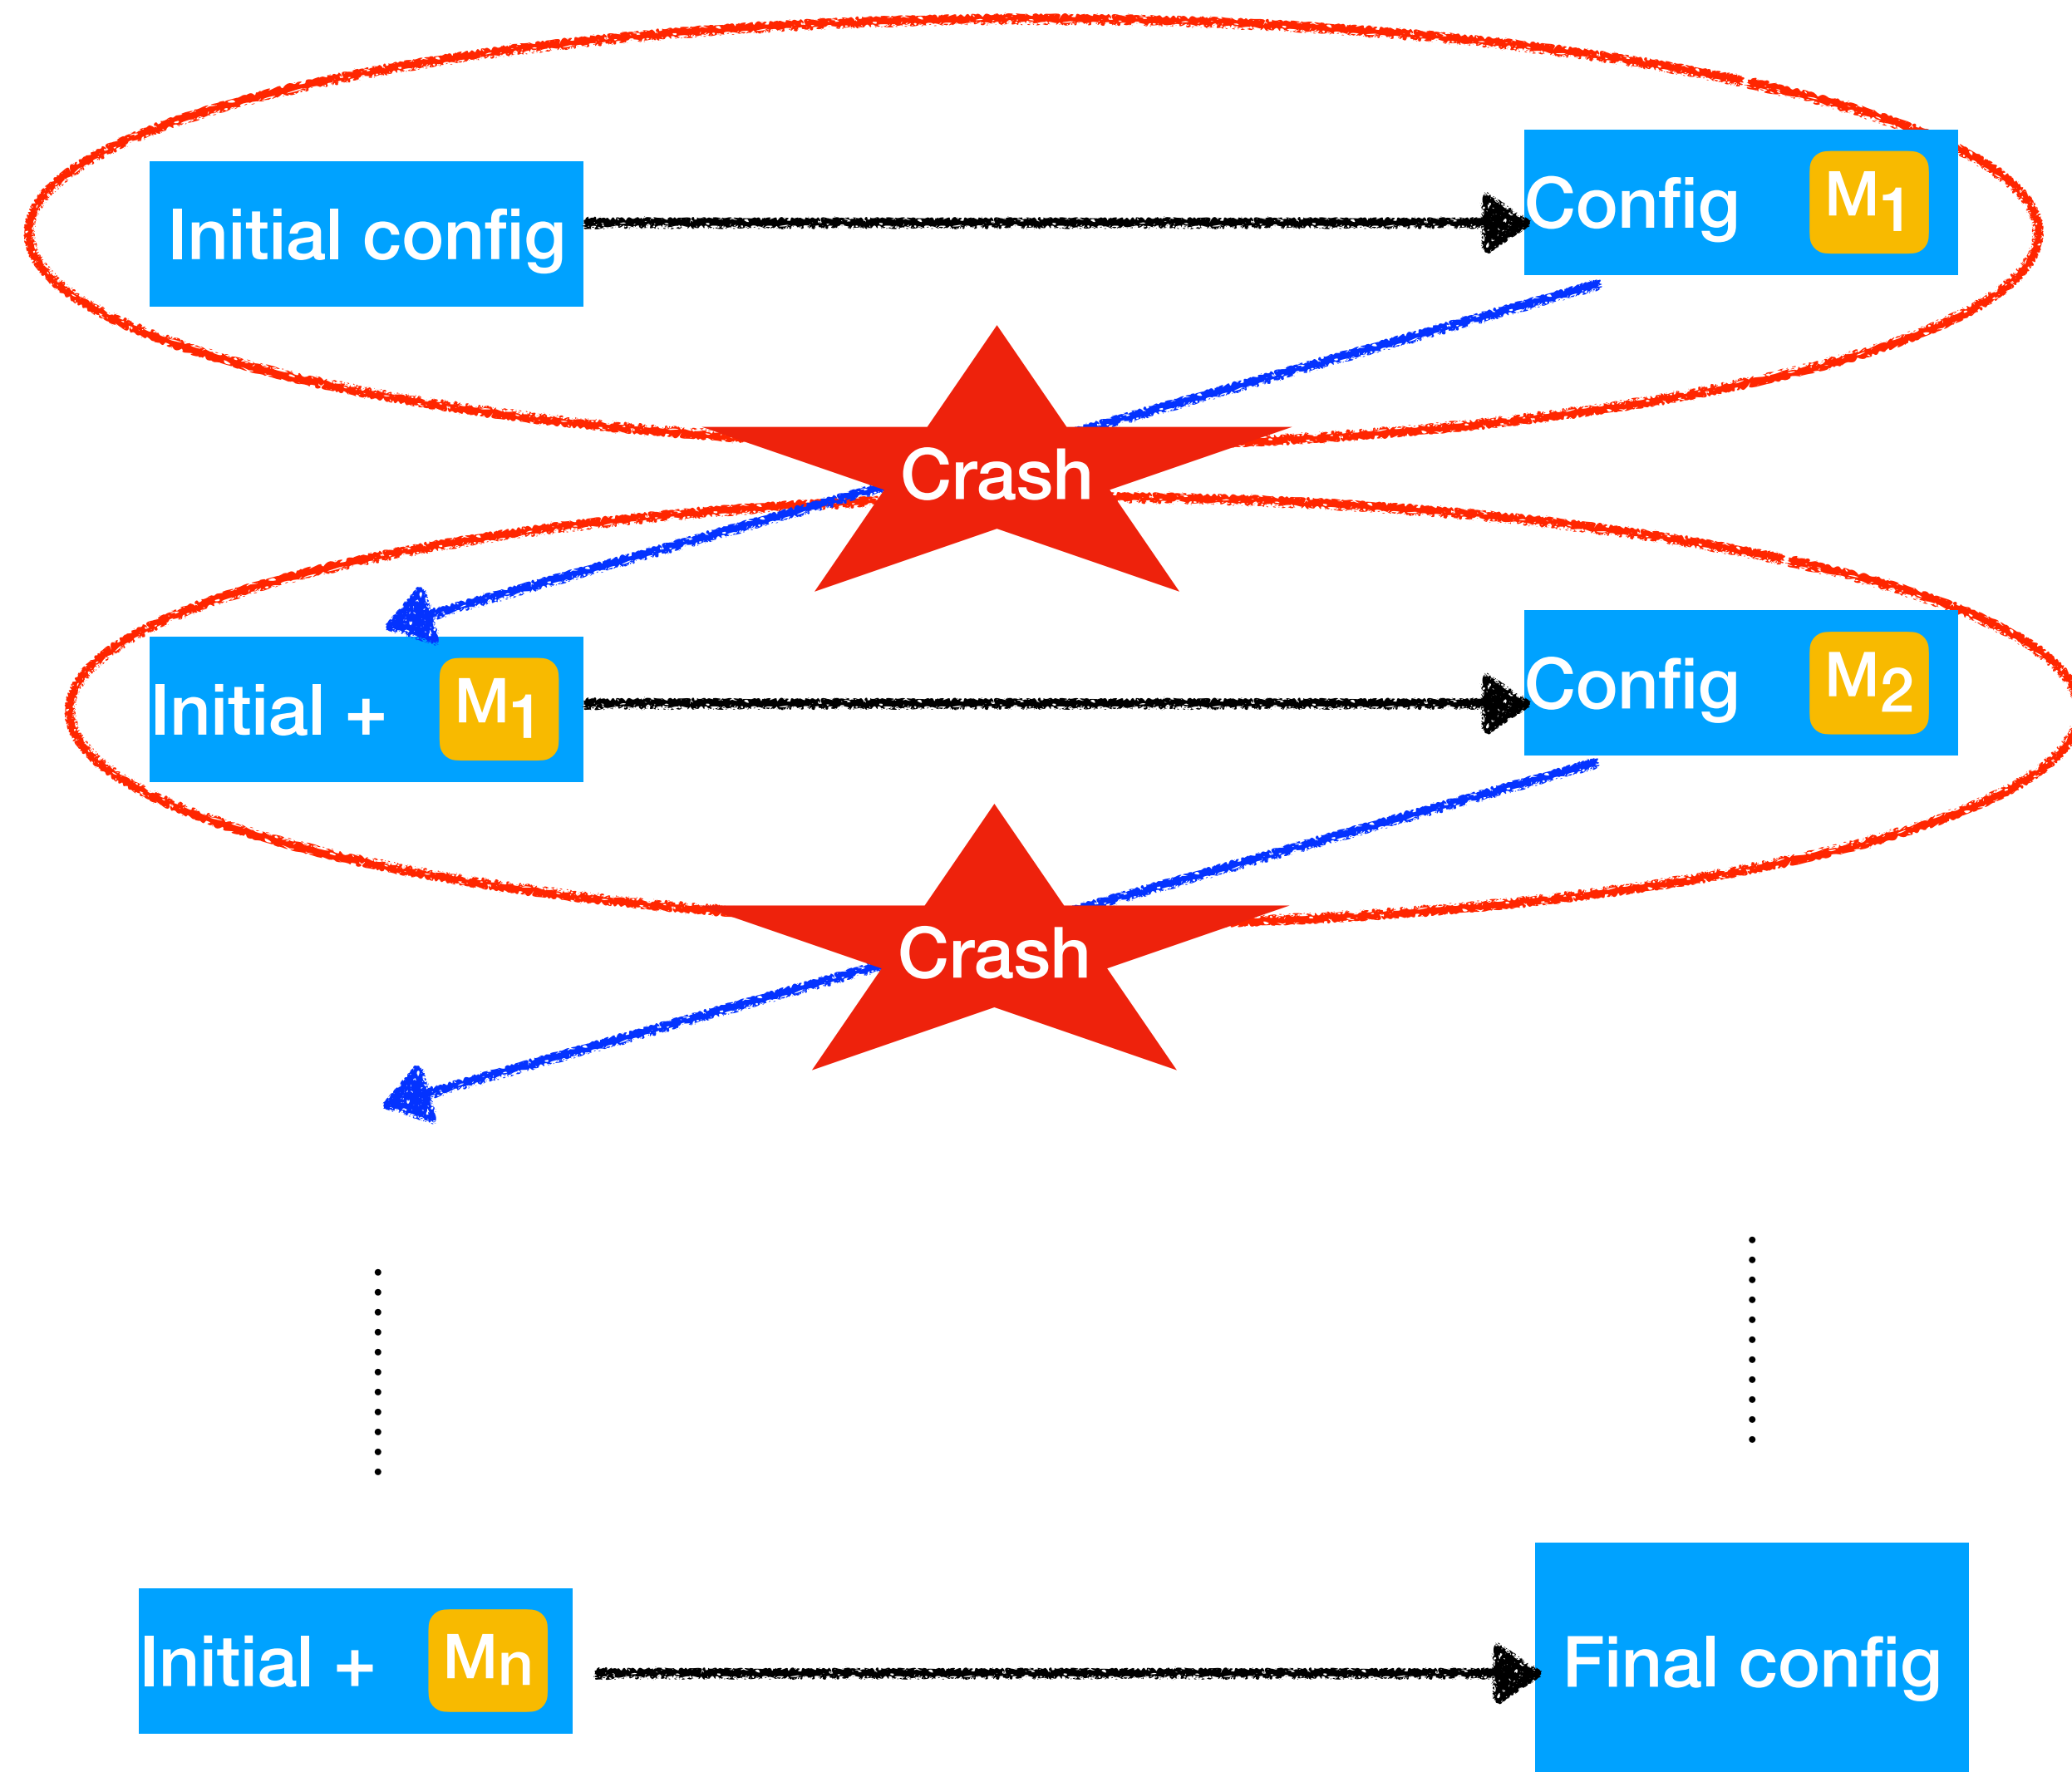 Initial config
Config M1
Crash
Initial + M1
Config M2
Crash
Initial + Mn
Final config